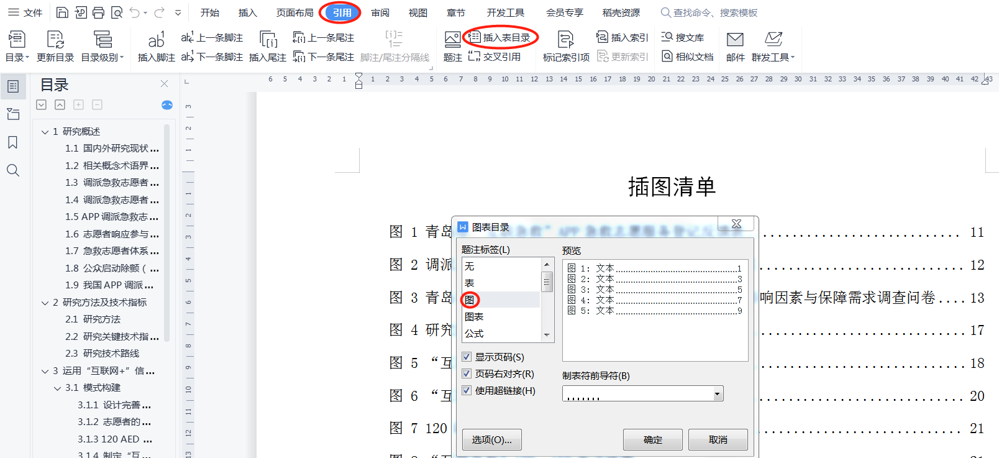 文件 开始 插入 页面布局 引用 审阅 视图 章节 开发工具 会员专享 稻壳资源 查找命令、搜索模板
ab 上一条脚注 上一条尾注 插入表目录 插入索引 搜文库
目录 更新目录 目录级别 插入脚注 下一条脚注 插入尾注 下一条尾注 脚注/尾注分隔线 题注 交叉引用 标记索引项 更新索引 相似文档 邮件 群发工具
目录
6 5 4 3 2 1 1 2 3 4 5 6 7 8 9 10 11 12 13 14 15 16 17 18 19 20 21 22 23 24 25 26 27 28 29 30 31 32 33 34 35 36 37 38 39 40 41 42 43
3 2 1 1 2 3 4 5 6 7 8 9 10 11 12 13
1 研究概述
1.1 国内外研究现状...
1.2 相关概念术语界...
1.3 调派急救志愿者...
1.4 调派急救志愿者...
1.5 APP 调派急救志...
1.6 志愿者响应参与...
1.7 急救志愿者体系...
1.8 公众启动除颤（...
1.9 我国 APP 调派...
2 研究方法及技术指标
2.1 研究方法
2.2 研究关键技术指...
2.3 研究技术路线
3 运用“互联网+”信...
3.1 模式构建
3.1.1 设计完善...
3.1.2 志愿者的...
3.1.3 120 AED ...
3.1.4 制定“互...
插图清单
图 1 青岛 ........................... 11
图 2 调派 ............................ 12
图 3 青岛 响因素与保障需求调查问卷.... 13
图 4 研究 ............................ 17
图 5 “互 ............................ 18
图 6 “互 ............................ 20
图 7 120 ............................ 21
图表目录
题注标签(L)
无
表
图
图表
公式
显示页码(S)
页码右对齐(R)
使用超链接(H)
预览
图 1: 文本................................1
图 2: 文本................................3
图 3: 文本................................5
图 4: 文本................................7
图 5: 文本................................9
制表符前导符(B)
.......
选项(O)... 确定 取消